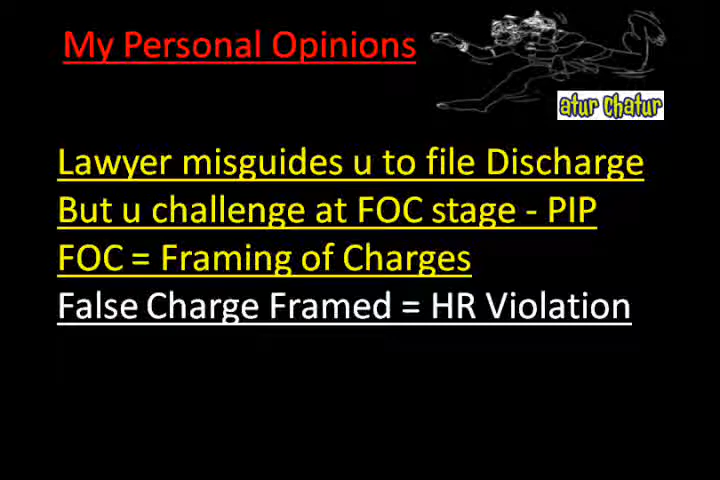 My Personal Opinions
atur chatur
Lawyer misguides u to file Discharge
But u challenge at FOC stage - PIP
FOC = Framing of Charges
False Charge Framed = HR Violation